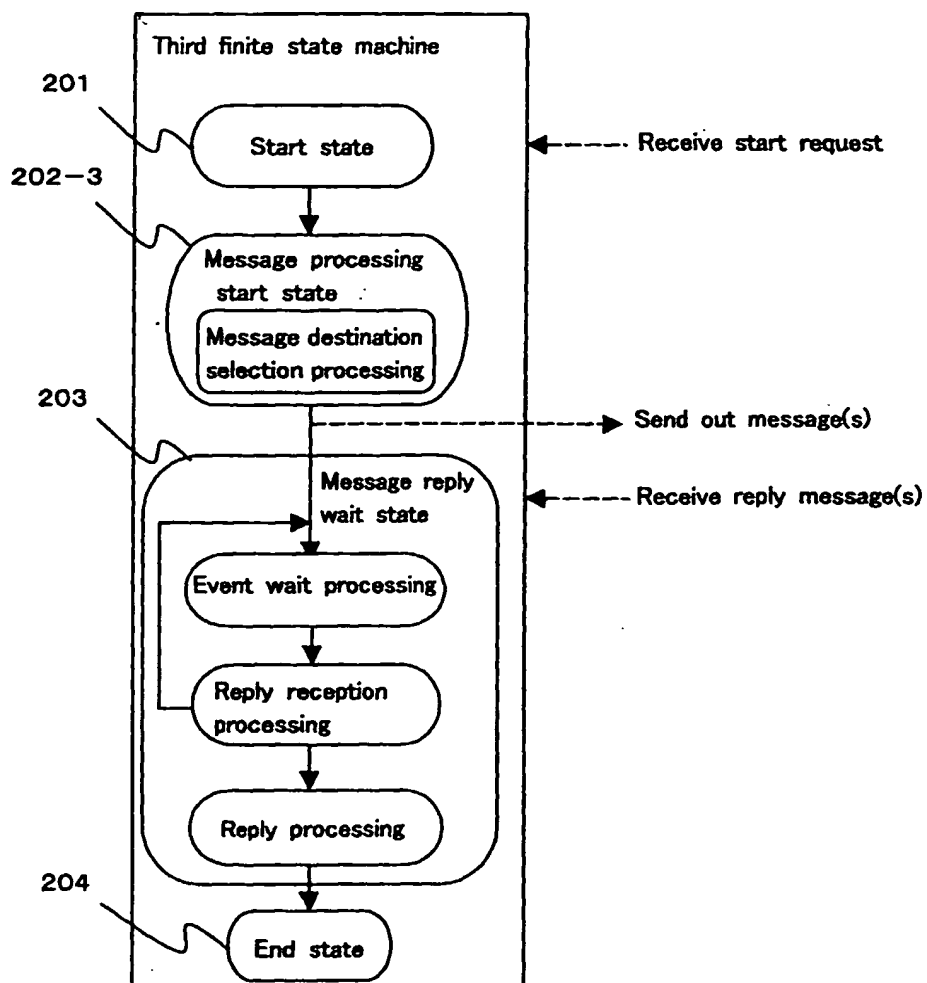 Third finite state machine
201
Start state
Receive start request
202-3
Message processing
start state
Message destination
selection processing
203
Send out message(s)
Message reply
wait state
Receive reply message(s)
Event wait processing
Reply reception
processing
Reply processing
204
End state